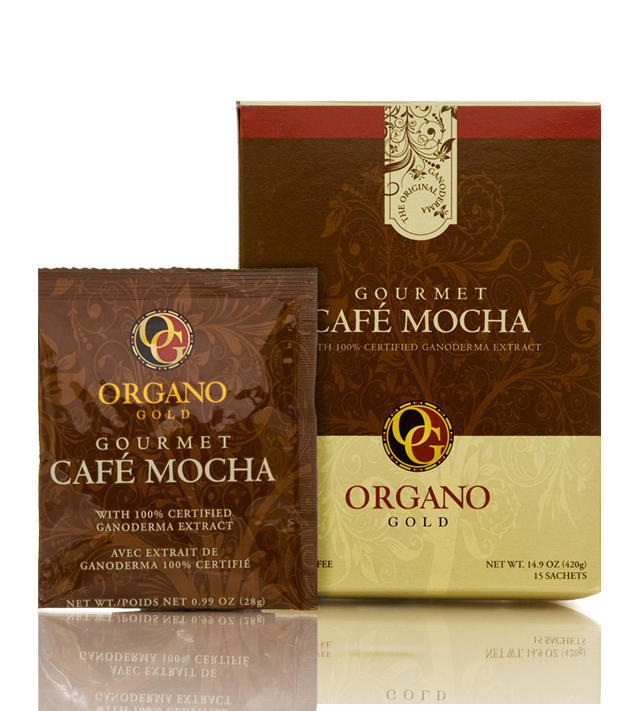 OG
ORGANO
GOLD
GOURMET
CAFÉ MOCHA
WITH 100% CERTIFIED
GANODERMA EXTRACT
AVEC EXTRAIT DE
GANODERMA 100% CERTIFIÉ
NET WT./POIDS NET 0.99 OZ (28g)
THE ORIGINAL
GANODERMA
GOURMET
CAFÉ MOCHA
100% CERTIFIED GANODERMA EXTRACT
OG
ORGANO
GOLD
NET WT. 14.9 OZ (420g)
15 SACHETS